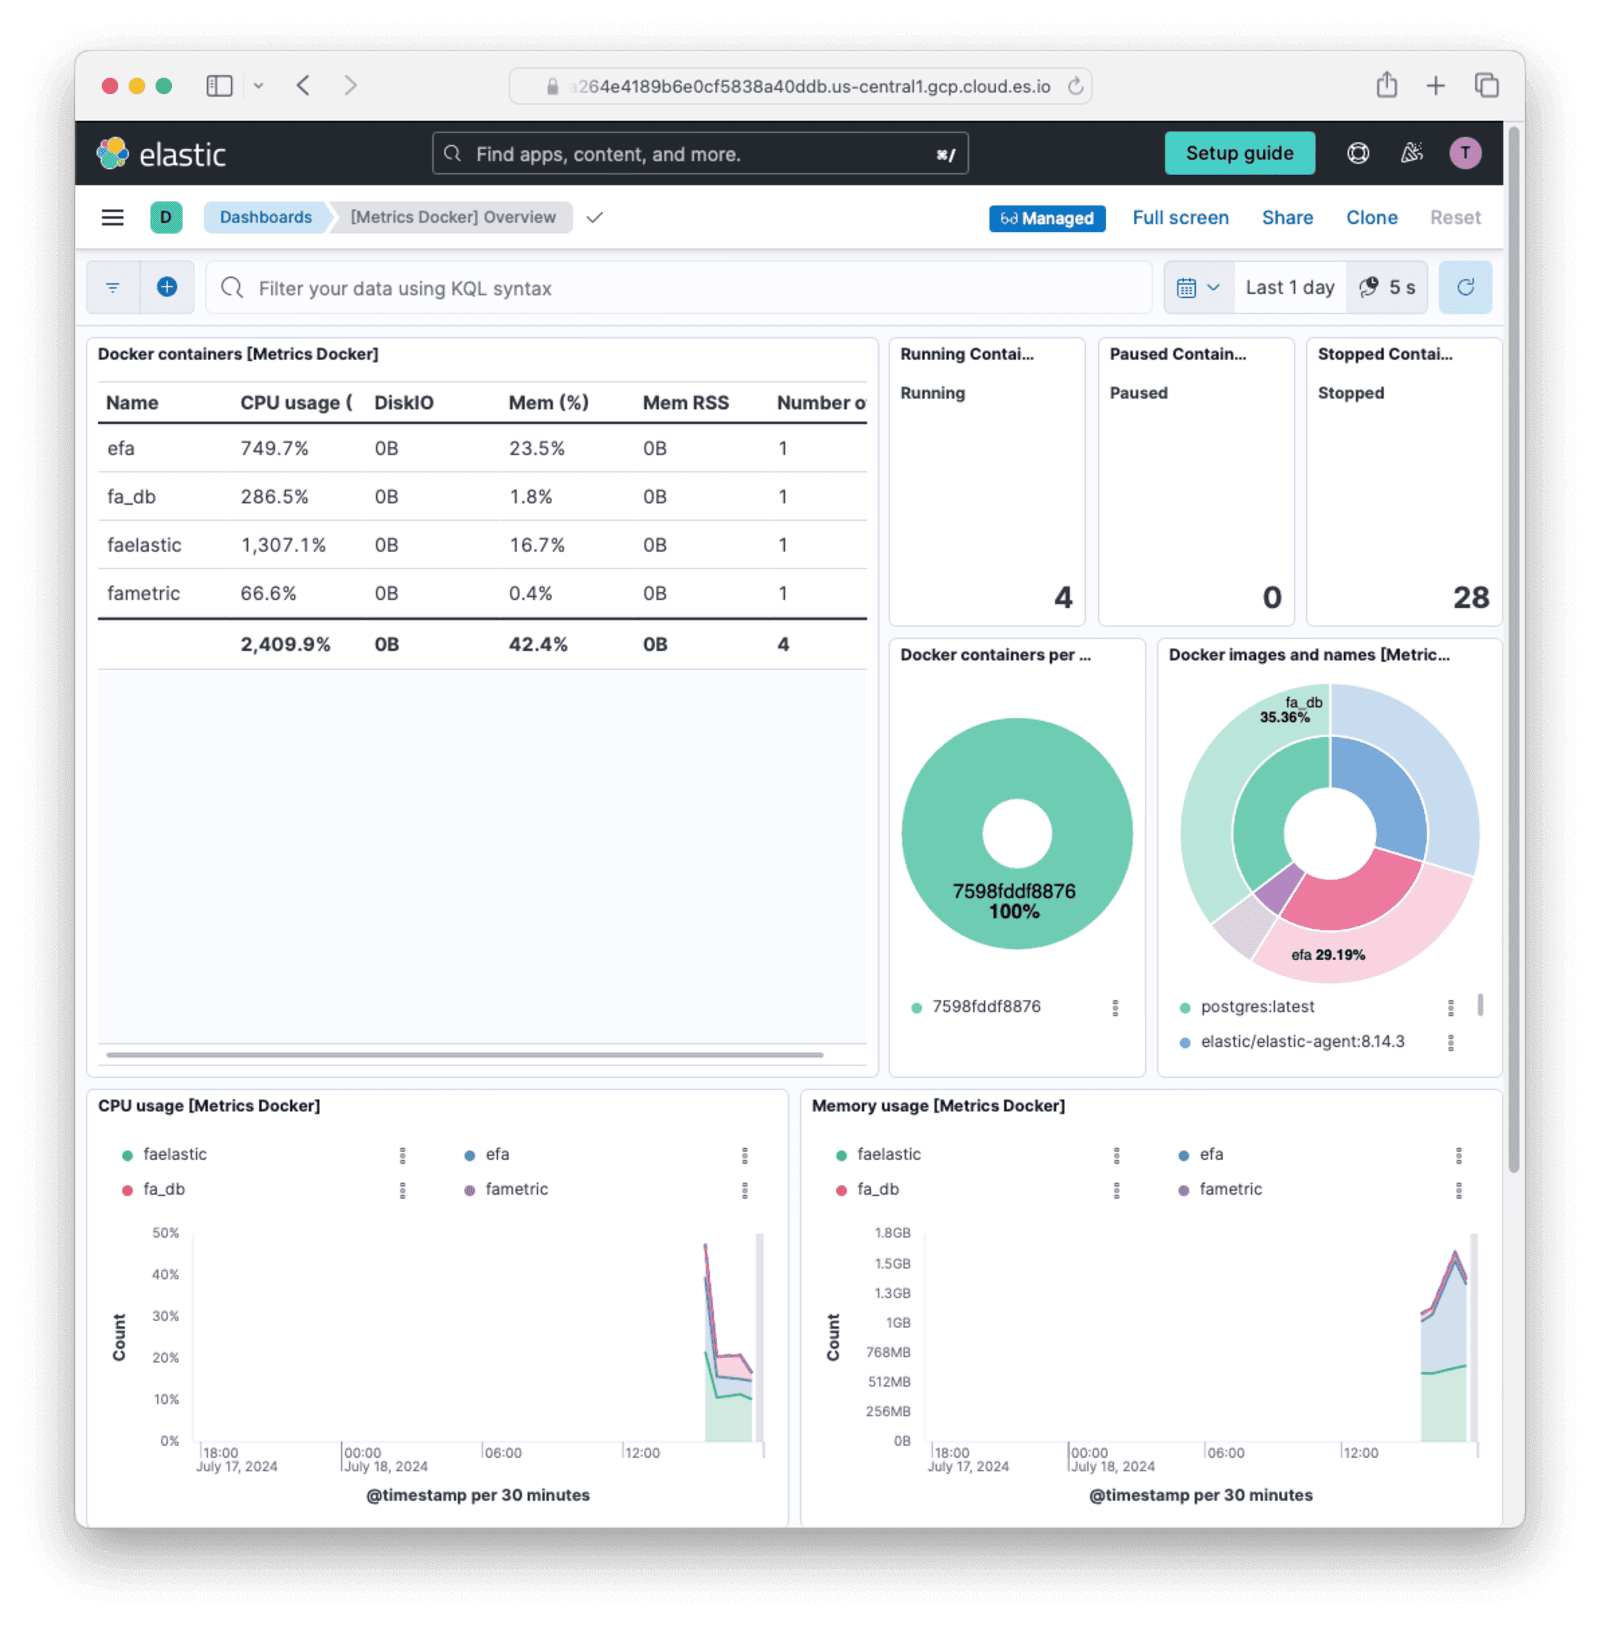 a264e4189b6e0cf5838a40ddb.us-central1.gcp.cloud.es.io
elastic
Find apps, content, and more.
⌘/
Setup guide
T
D
Dashboards
[Metrics Docker] Overview
Managed
Full screen
Share
Clone
Reset
Filter your data using KQL syntax
Last 1 day
5 s
Docker containers [Metrics Docker]
Name CPU usage ( DiskIO Mem (%) Mem RSS Number o
efa 749.7% 0B 23.5% 0B 1
fa_db 286.5% 0B 1.8% 0B 1
faelastic 1,307.1% 0B 16.7% 0B 1
fametric 66.6% 0B 0.4% 0B 1
2,409.9% 0B 42.4% 0B 4
Running Contai...
Running
4
Paused Contain...
Paused
0
Stopped Contai...
Stopped
28
Docker containers per ...
7598fddf8876
100%
7598fddf8876
Docker images and names [Metric...
fa_db
35.36%
efa 29.19%
postgres:latest
elastic/elastic-agent:8.14.3
CPU usage [Metrics Docker]
faelastic
efa
fa_db
fametric
50%
40%
30%
20%
10%
0%
Count
18:00 00:00 06:00 12:00
July 17, 2024 July 18, 2024
@timestamp per 30 minutes
Memory usage [Metrics Docker]
faelastic
efa
fa_db
fametric
1.8GB
1.5GB
1.3GB
1GB
768MB
512MB
256MB
0B
Count
18:00 00:00 06:00 12:00
July 17, 2024 July 18, 2024
@timestamp per 30 minutes